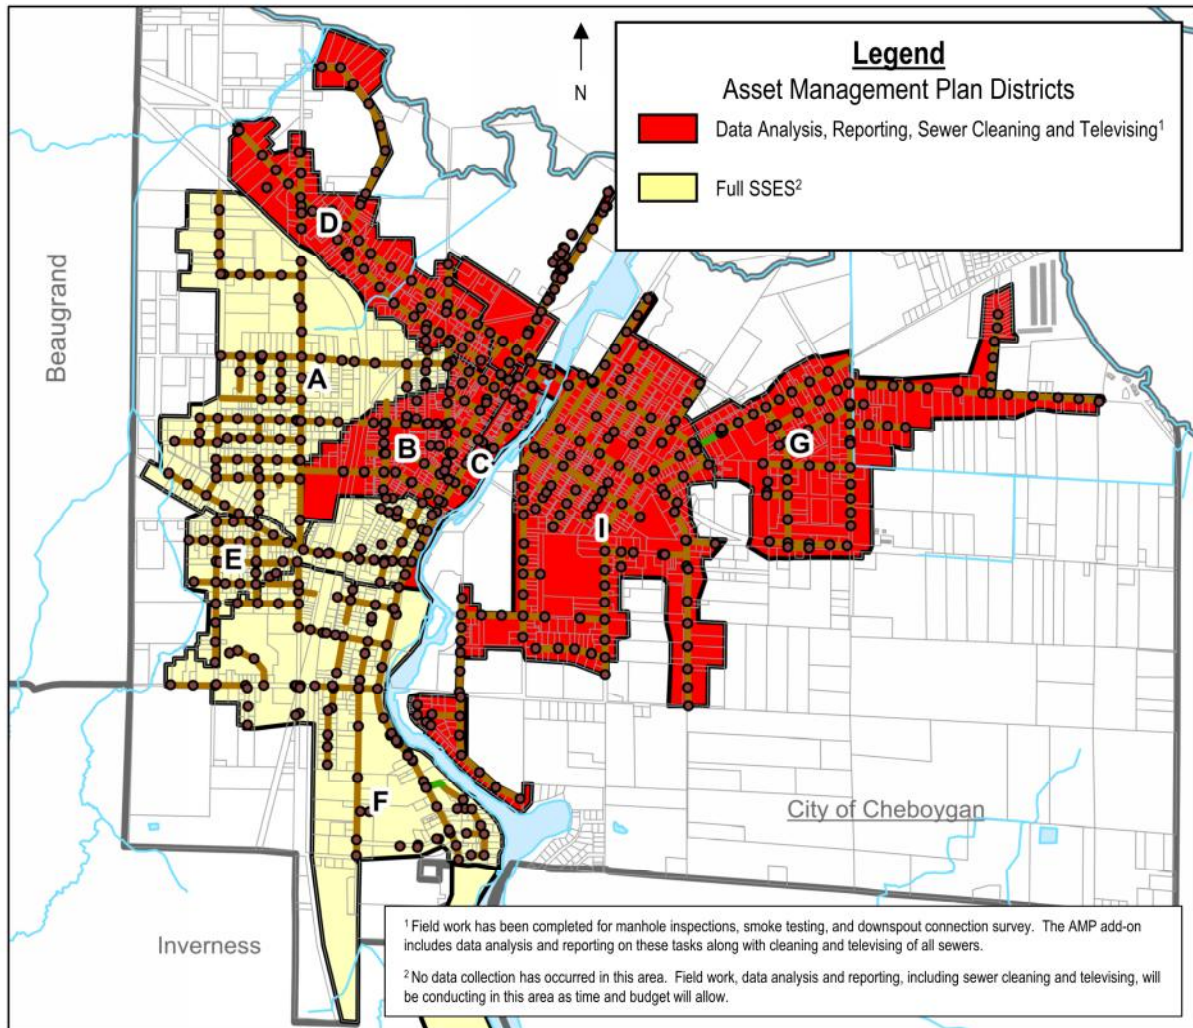 Legend
Asset Management Plan Districts
Data Analysis, Reporting, Sewer Cleaning and Televising1
Full SSES2
N
Beaugrand
D
A
B
C
G
I
E
F
City of Cheboygan
Inverness
1 Field work has been completed for manhole inspections, smoke testing, and downspout connection survey. The AMP add-on
includes data analysis and reporting on these tasks along with cleaning and televising of all sewers.
2 No data collection has occurred in this area. Field work, data analysis and reporting, including sewer cleaning and televising, will
be conducting in this area as time and budget will allow.